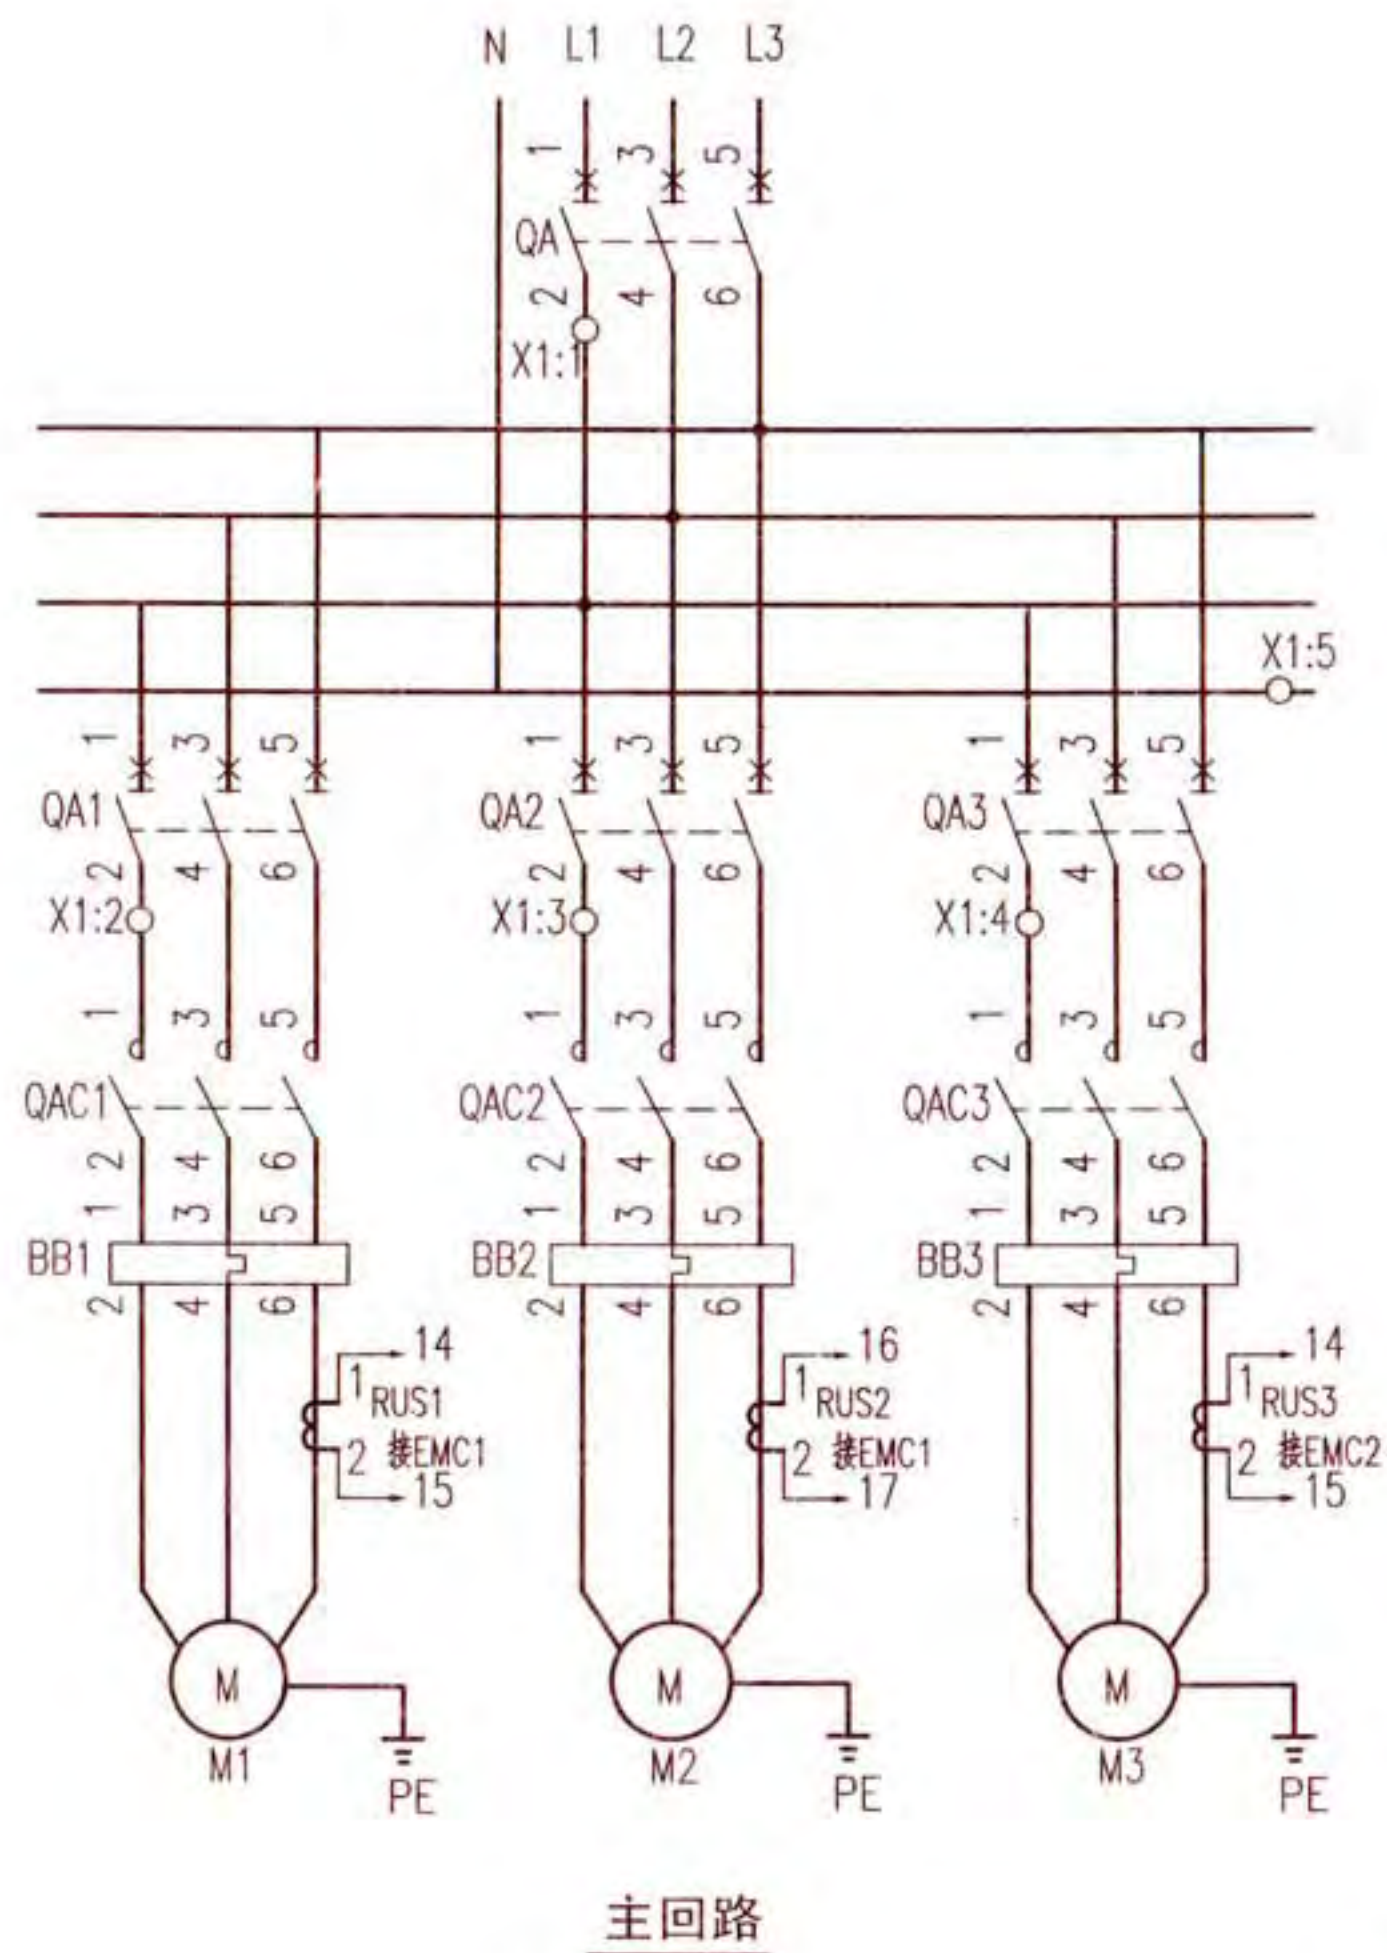 N L1 L2 L3
1 3 5
QA
2 4 6
X1:1
X1:5
1 3 5 1 3 5 1 3 5
QA1 QA2 QA3
2 4 6 2 4 6 2 4 6
X1:2 X1:3 X1:4
1 3 5 1 3 5 1 3 5
QAC1 QAC2 QAC3
2 4 6 2 4 6 2 4 6
1 3 5 1 3 5 1 3 5
BB1 BB2 BB3
2 4 6 2 4 6 2 4 6
14 16 14
1 RUS1 1 RUS2 1 RUS3
2 接EMC1 2 接EMC1 2 接EMC2
15 17 15
M M M
M1 M2 M3
PE PE PE
主回路